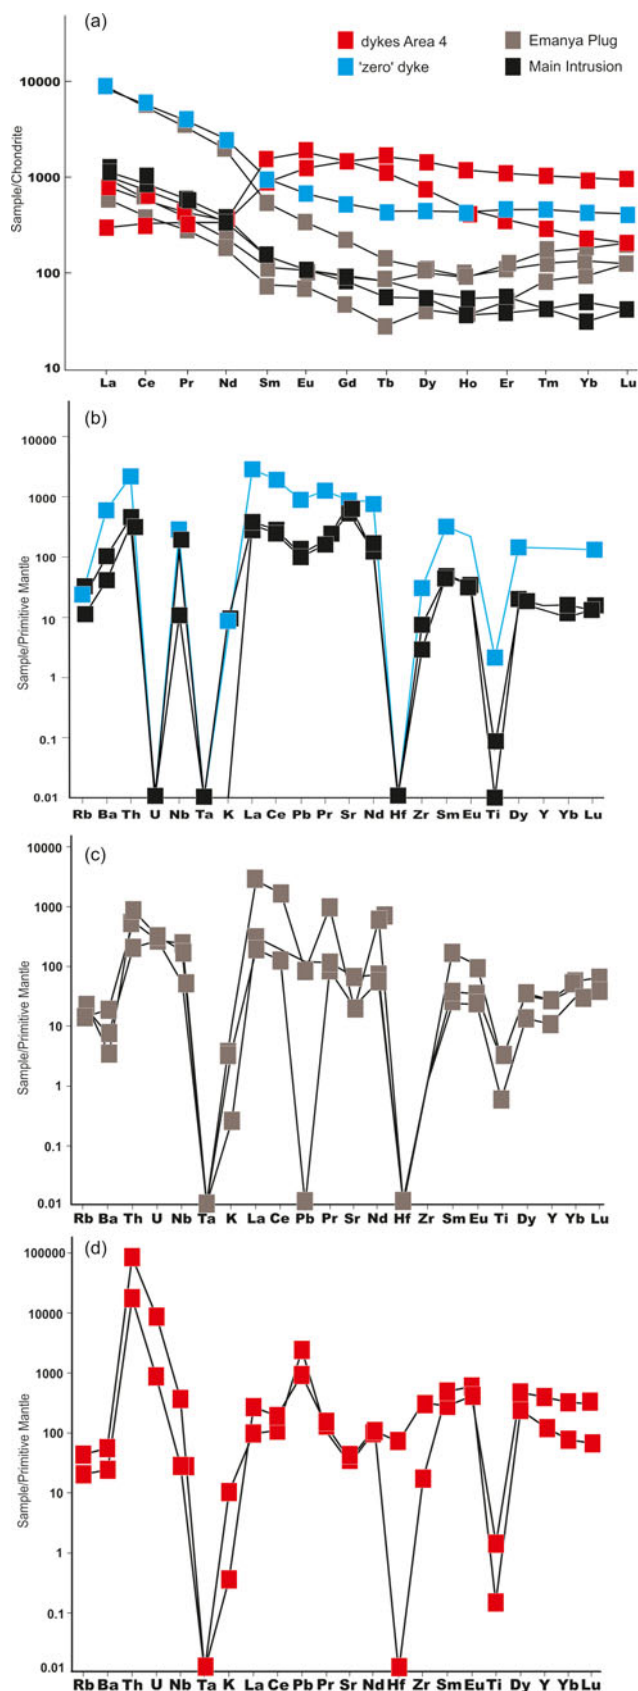 (a)
dykes Area 4
Emanya Plug
'zero' dyke
Main Intrusion
Sample/Chondrite
10000
1000
100
10
La Ce Pr Nd Sm Eu Gd Tb Dy Ho Er Tm Yb Lu
(b)
Sample/Primitive Mantle
10000
1000
100
10
1
0.1
0.01
Rb Ba Th U Nb Ta K La Ce Pb Pr Sr Nd Hf Zr Sm Eu Ti Dy Y Yb Lu
(c)
Sample/Primitive Mantle
10000
1000
100
10
1
0.1
0.01
Rb Ba Th U Nb Ta K La Ce Pb Pr Sr Nd Hf Zr Sm Eu Ti Dy Y Yb Lu
(d)
Sample/Primitive Mantle
100000
10000
1000
100
10
1
0.1
0.01
Rb Ba Th U Nb Ta K La Ce Pb Pr Sr Nd Hf Zr Sm Eu Ti Dy Y Yb Lu